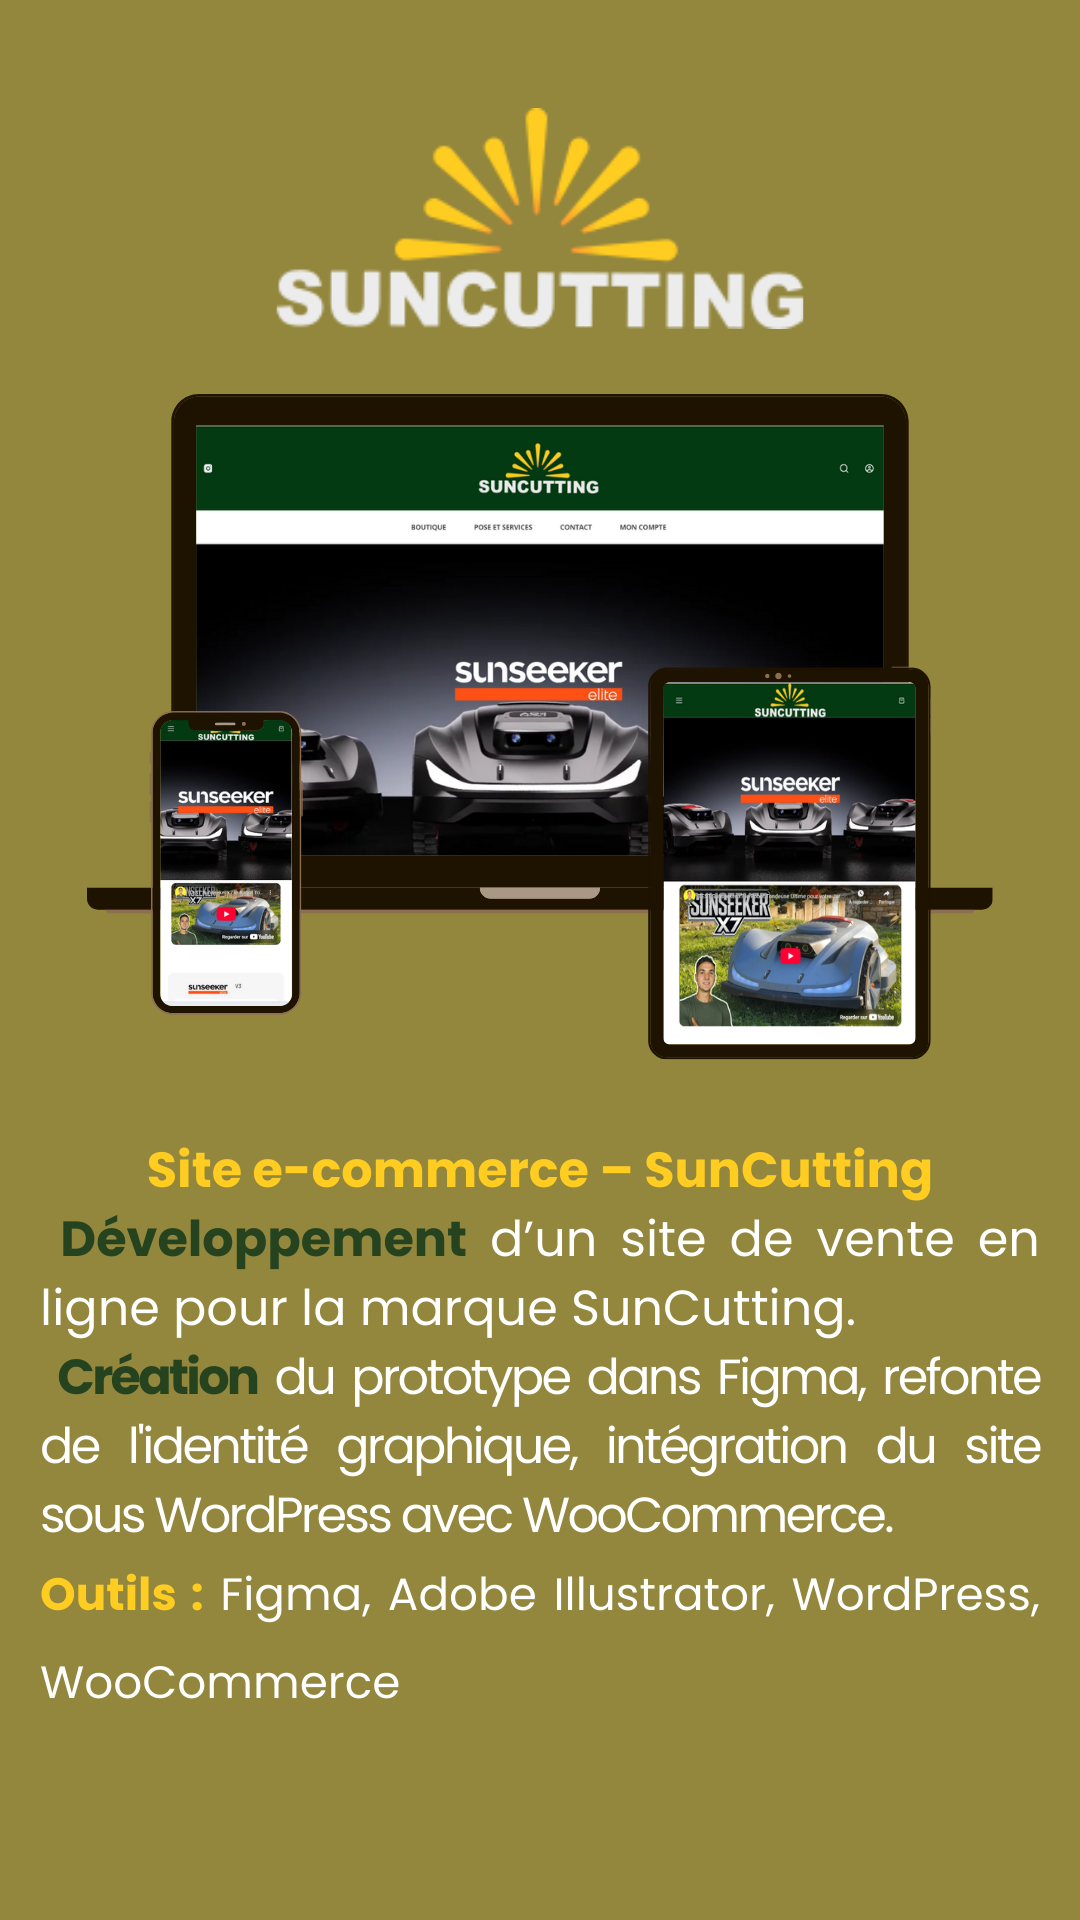 SUNCUTTING
SUNCUTTING
BOUTIQUE POSE ET SERVICES CONTACT MON COMPTE
sunseeker
elite
SUNCUTTING
sunseeker
elite
SUNSEEKER
X7
Regarder sur YouTube
sunseeker
V3
SUNCUTTING
sunseeker
elite
SUNSEEKER
X7
Regarder sur YouTube
Site e-commerce – SunCutting
Développement d’un site de vente en
ligne pour la marque SunCutting.
Création du prototype dans Figma, refonte
de l'identité graphique, intégration du site
sous WordPress avec WooCommerce.
Outils : Figma, Adobe Illustrator, WordPress,
WooCommerce